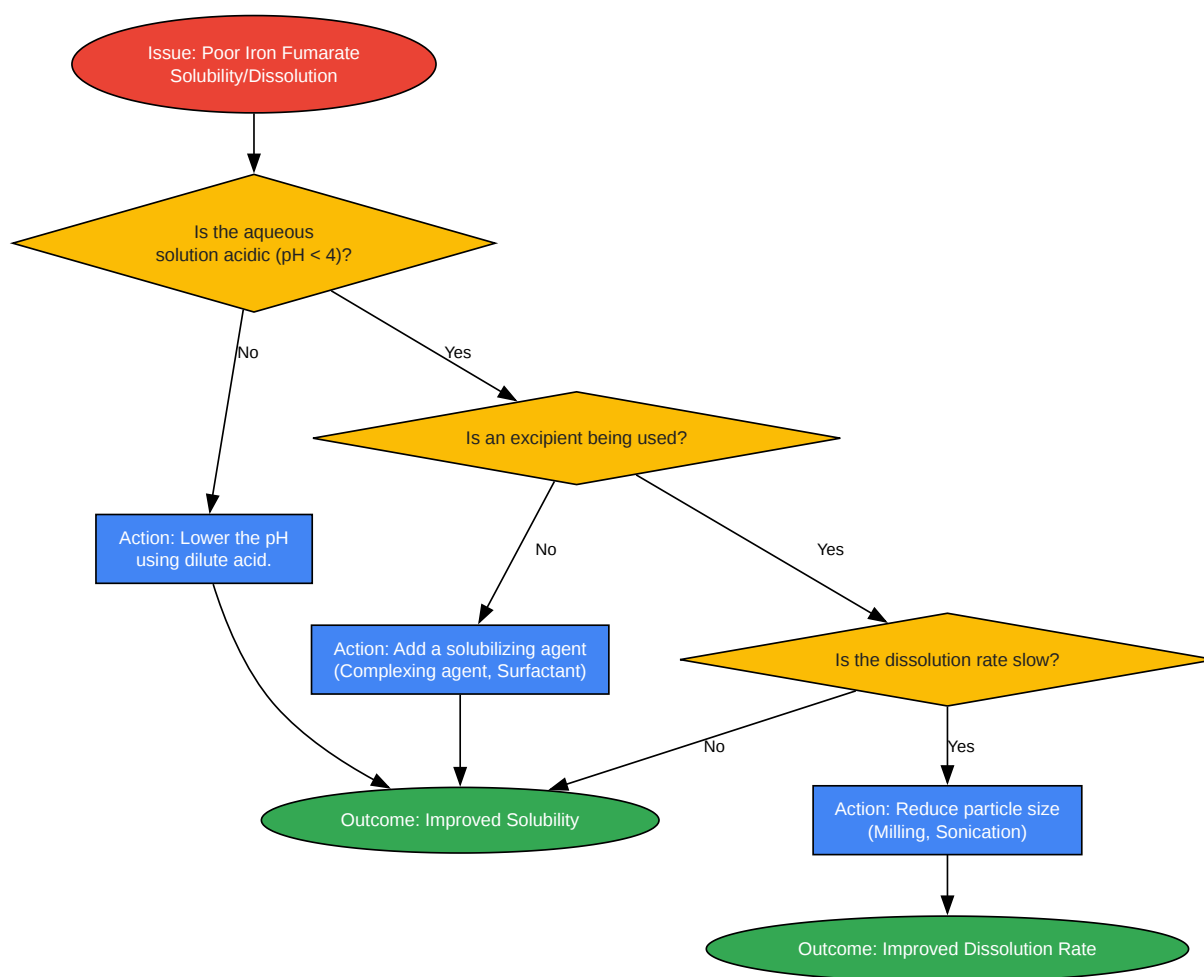 Issue: Poor Iron Fumarate
Solubility/Dissolution
Is the aqueous
solution acidic (pH < 4)?
No
Yes
Is an excipient being used?
Action: Lower the pH
using dilute acid.
No
Yes
Action: Add a solubilizing agent
(Complexing agent, Surfactant)
Is the dissolution rate slow?
No
Yes
Outcome: Improved Solubility
Action: Reduce particle size
(Milling, Sonication)
Outcome: Improved Dissolution Rate